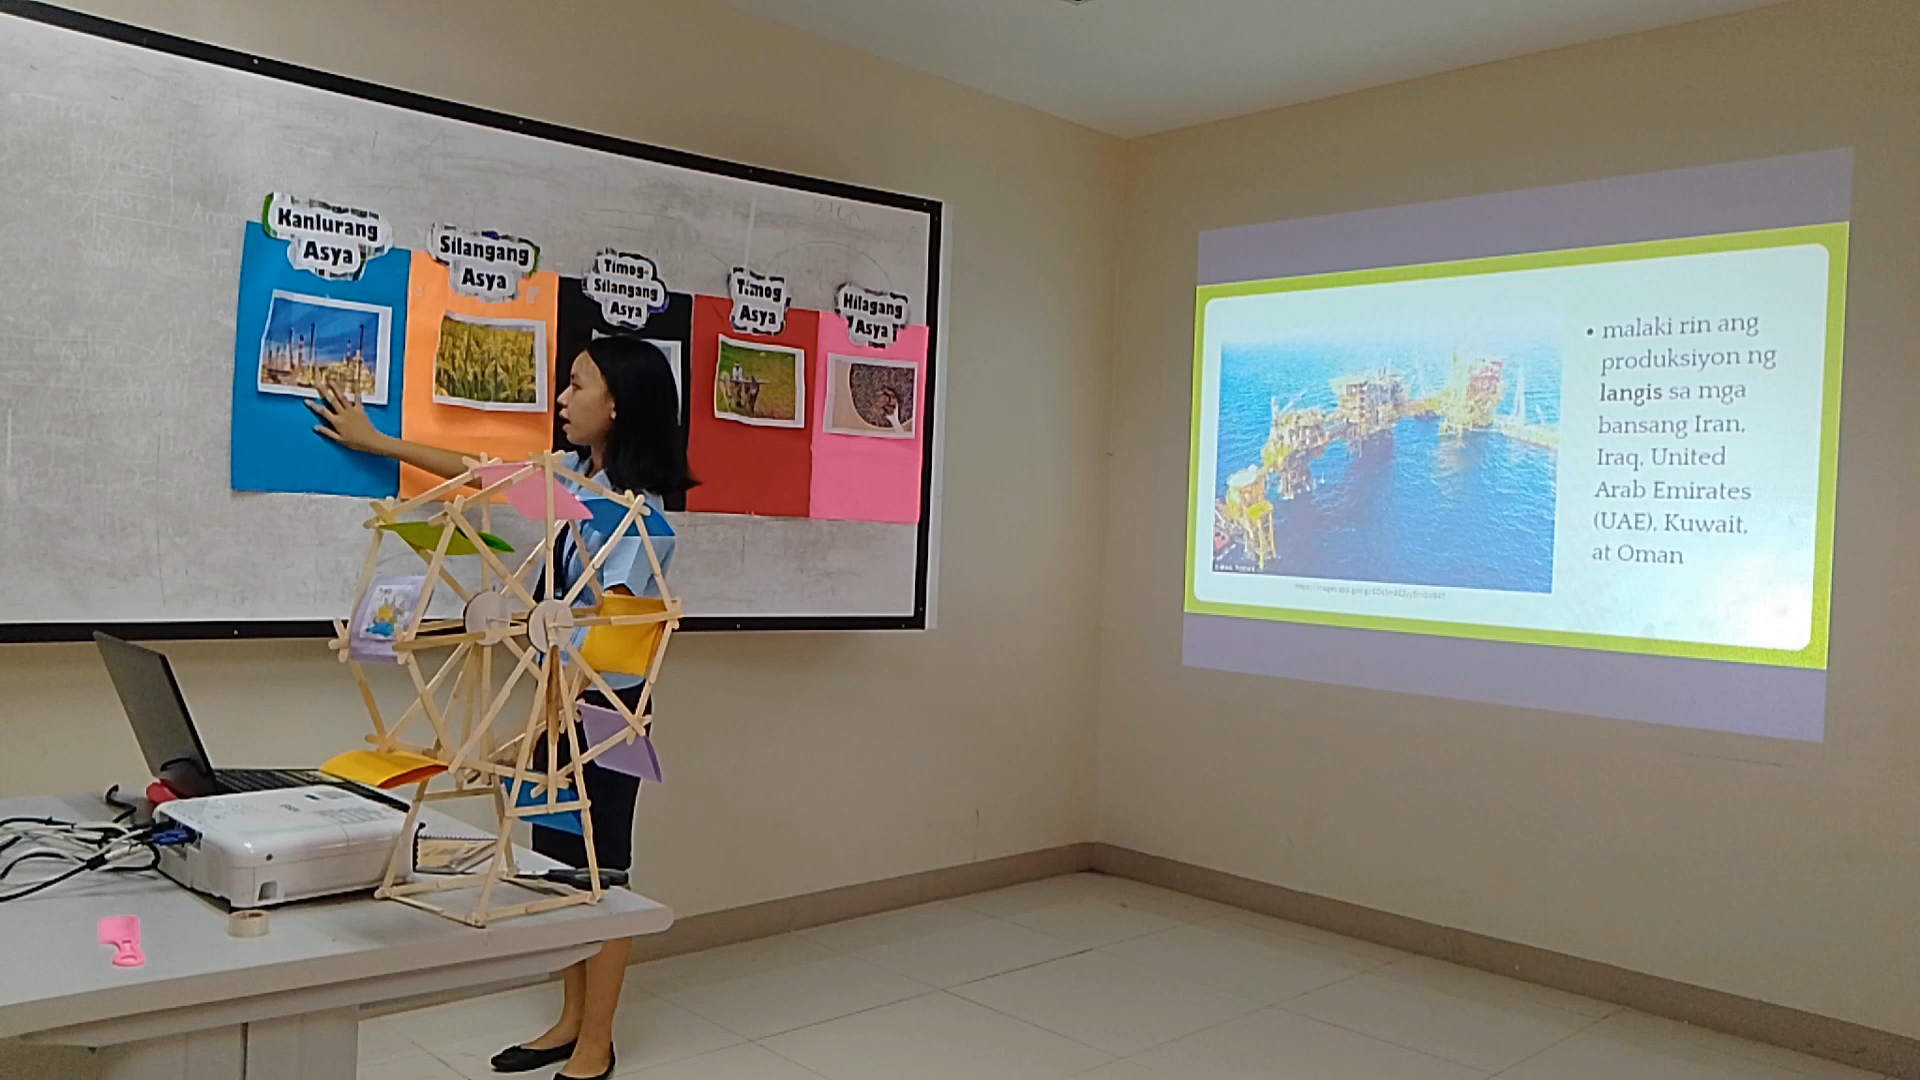 Kanlurang
Asya
Silangang
Asya
Timog-
Silangang
Asya
Timog
Asya
Hilagang
Asya
• malaki rin ang
produksiyon ng
langis sa mga
bansang Iran,
Iraq, United
Arab Emirates
(UAE), Kuwait,
at Oman